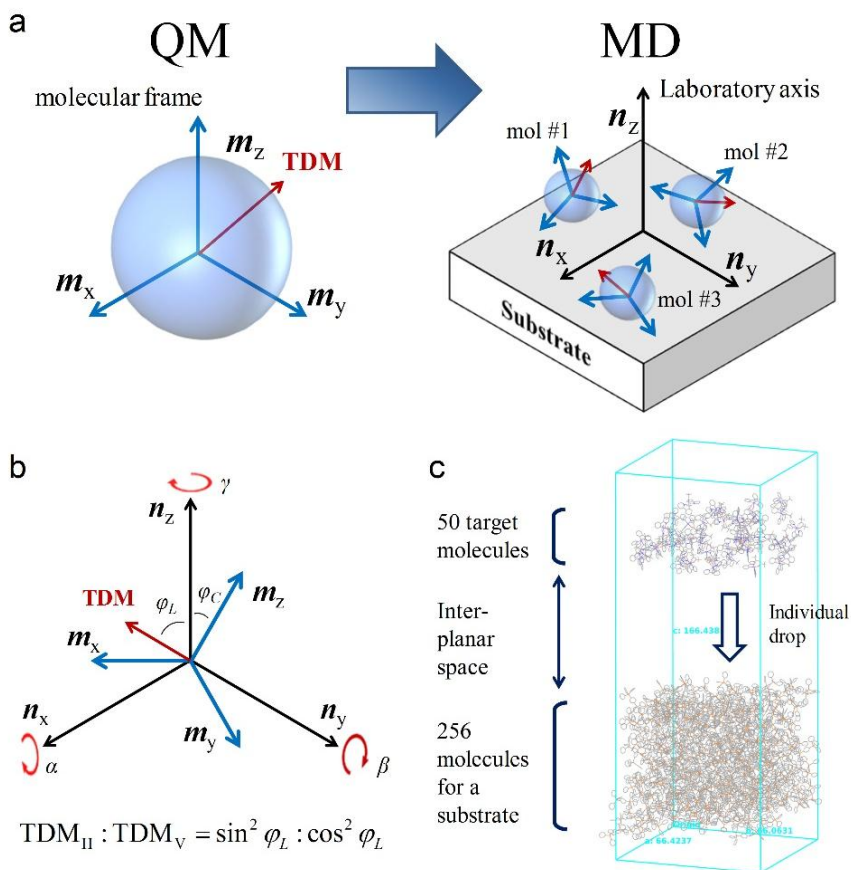 a
QM
MD
molecular frame
m_z
TDM
m_x
m_y
Laboratory axis
n_z
mol #1
mol #2
n_x
n_y
mol #3
Substrate
b
γ
n_z
φ_L
φ_C
m_z
TDM
m_x
n_x
n_y
m_y
α
β
TDM_II : TDM_V = sin² φ_L : cos² φ_L
c
50 target
molecules
Inter-
planar
space
c: 166.438
Individual
drop
256
molecules
for a
substrate
a: 66.4237